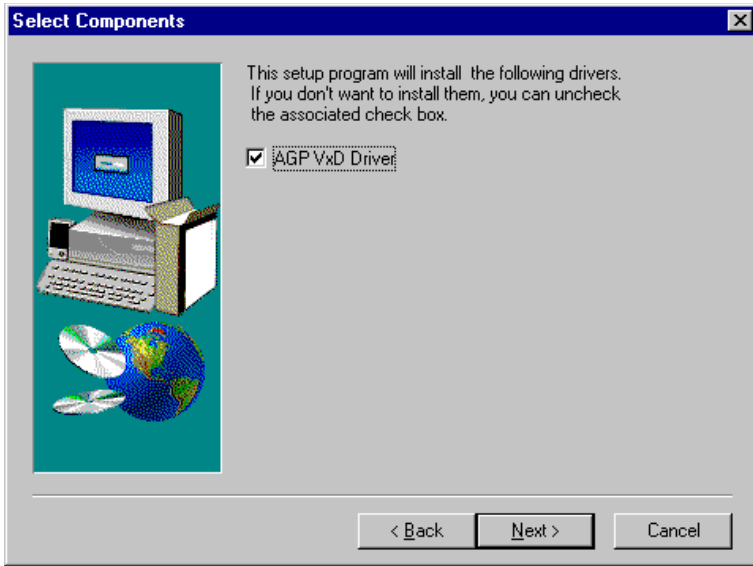 Select Components
This setup program will install  the following drivers.
If you don't want to install them, you can uncheck
the associated check box.
AGP VxD Driver
< Back
Next >
Cancel